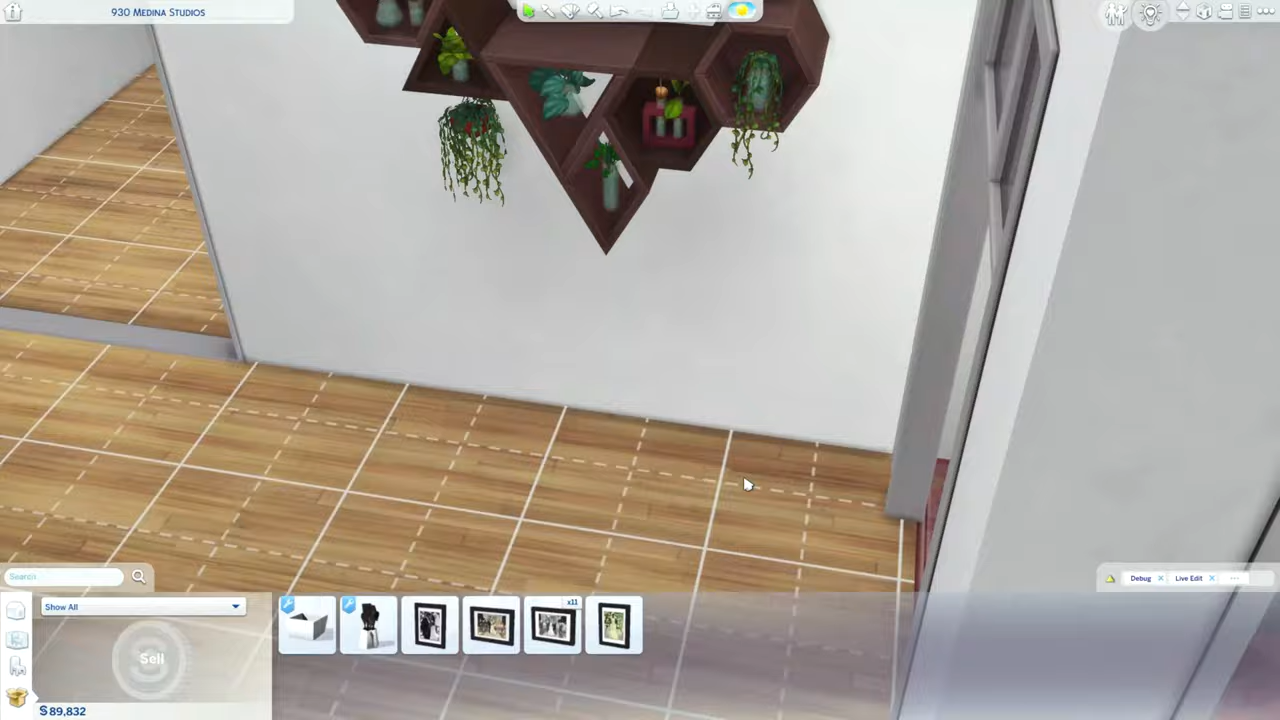 930 Medina Studios
Search
Debug
Live Edit
Show All
x11
Sell
§89,832